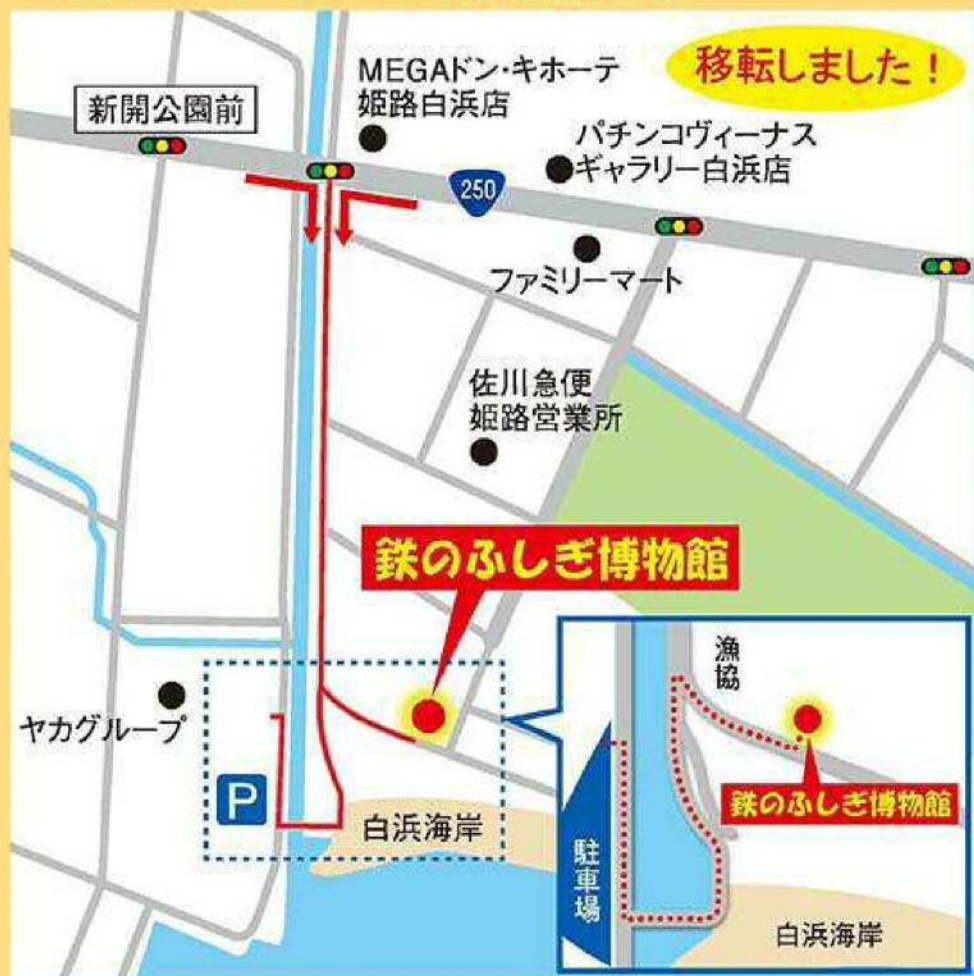 移転しました！
MEGAドン・キホーテ
姫路白浜店
新開公園前
パチンコヴィーナス
ギャラリー白浜店
250
ファミリーマート
佐川急便
姫路営業所
鉄のふしぎ博物館
ヤカグループ
P
白浜海岸
漁協
鉄のふしぎ博物館
駐車場
白浜海岸